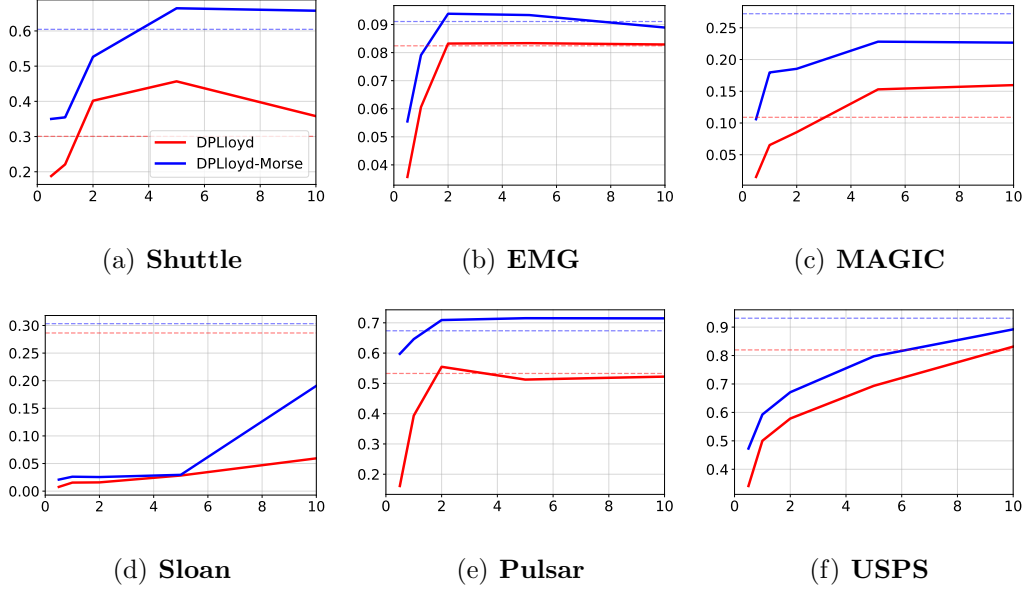 0.6
0.5
0.4
0.3
0.2
DPLloyd
DPLloyd-Morse
0 2 4 6 8 10
(a) Shuttle
0.09
0.08
0.07
0.06
0.05
0.04
0 2 4 6 8 10
(b) EMG
0.25
0.20
0.15
0.10
0.05
0 2 4 6 8 10
(c) MAGIC
0.30
0.25
0.20
0.15
0.10
0.05
0.00
0 2 4 6 8 10
(d) Sloan
0.7
0.6
0.5
0.4
0.3
0.2
0 2 4 6 8 10
(e) Pulsar
0.9
0.8
0.7
0.6
0.5
0.4
0 2 4 6 8 10
(f) USPS